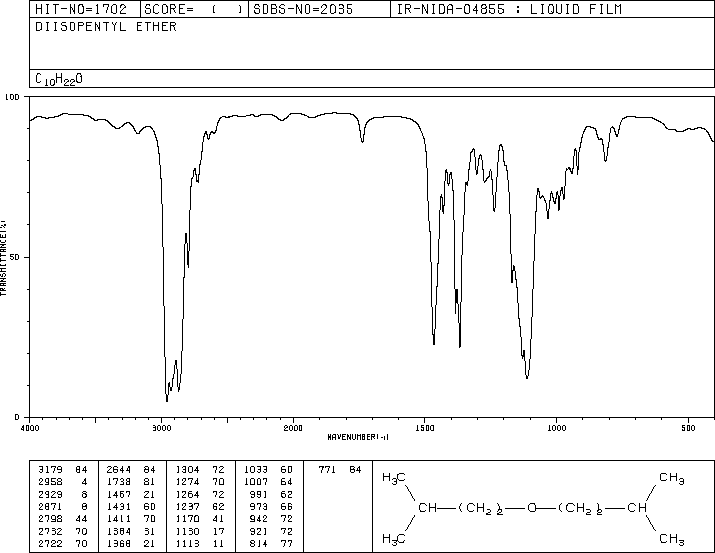 HIT-NO=1702 SCORE= ( ) SDBS-NO=2035 IR-NIDA-04855 : LIQUID FILM
DIISOPENTYL ETHER
C10H22O
100
50
0
TRANSMITTANCE(%)
4000 3000 2000 1500 1000 500
WAVENUMBER(-1)
3179 84 2644 84 1304 72 1033 60 771 84
2958 4 1738 81 1274 70 1007 64
2929 8 1467 21 1264 72 991 62
2871 8 1431 60 1237 62 973 66
2798 44 1411 70 1170 41 942 72
2732 70 1384 31 1130 17 921 72
2722 70 1368 21 1113 11 814 77
H3C CH3
CH—(CH2)2—O—(CH2)2—CH
H3C CH3